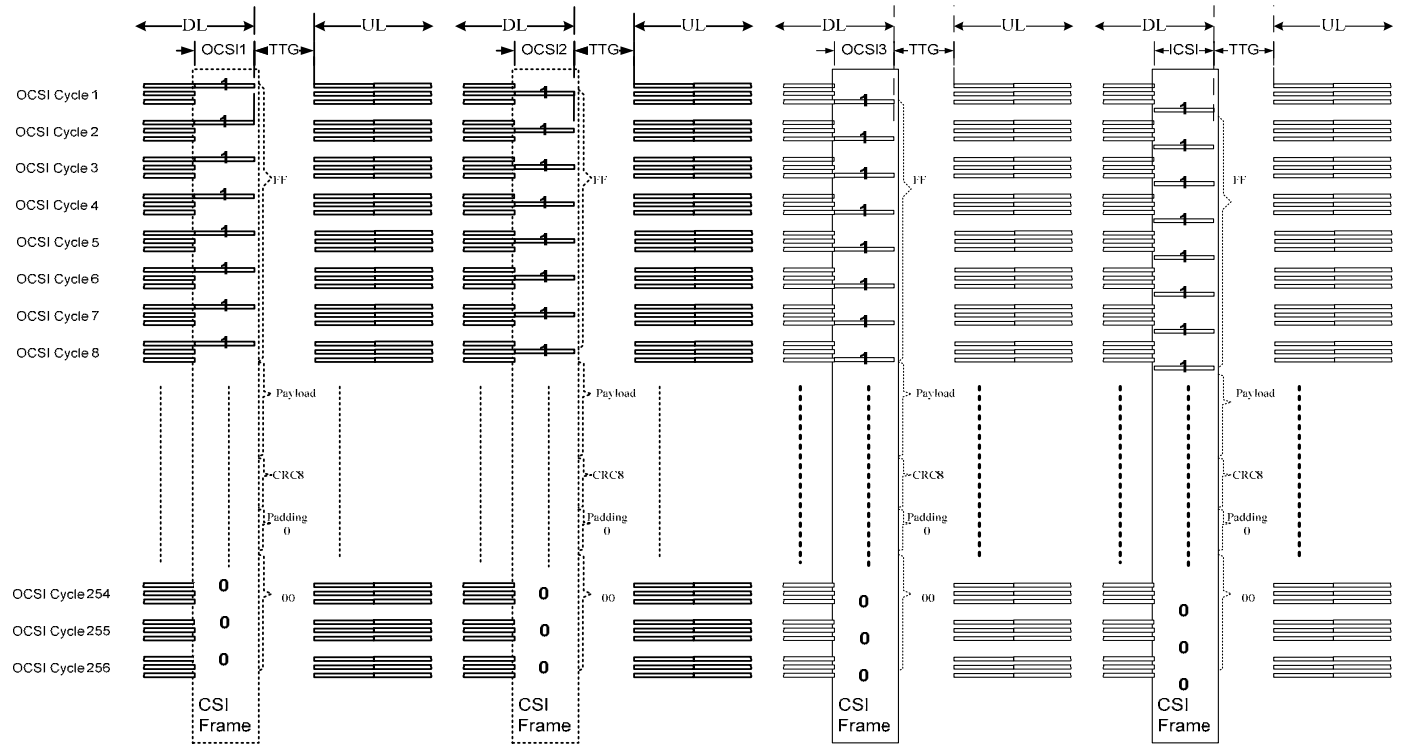 DL UL DL UL DL UL DL UL
OCSI1 TTG OCSI2 TTG OCSI3 TTG ICSI TTG
OCSI Cycle 1 1 1 1 1
OCSI Cycle 2 1 1 1 1
OCSI Cycle 3 1 1 1 1
FF FF FF FF
OCSI Cycle 4 1 1 1 1
OCSI Cycle 5 1 1 1 1
OCSI Cycle 6 1 1 1 1
OCSI Cycle 7 1 1 1 1
OCSI Cycle 8 1 1 1 1
Payload Payload Payload Payload
CRC8 CRC8 CRC8 CRC8
Padding Padding Padding Padding
0 0 0 0
OCSI Cycle 254 0 0 0 0
00 00 00 00
OCSI Cycle 255 0 0 0 0
OCSI Cycle 256 0 0 0 0
CSI CSI CSI CSI
Frame Frame Frame Frame